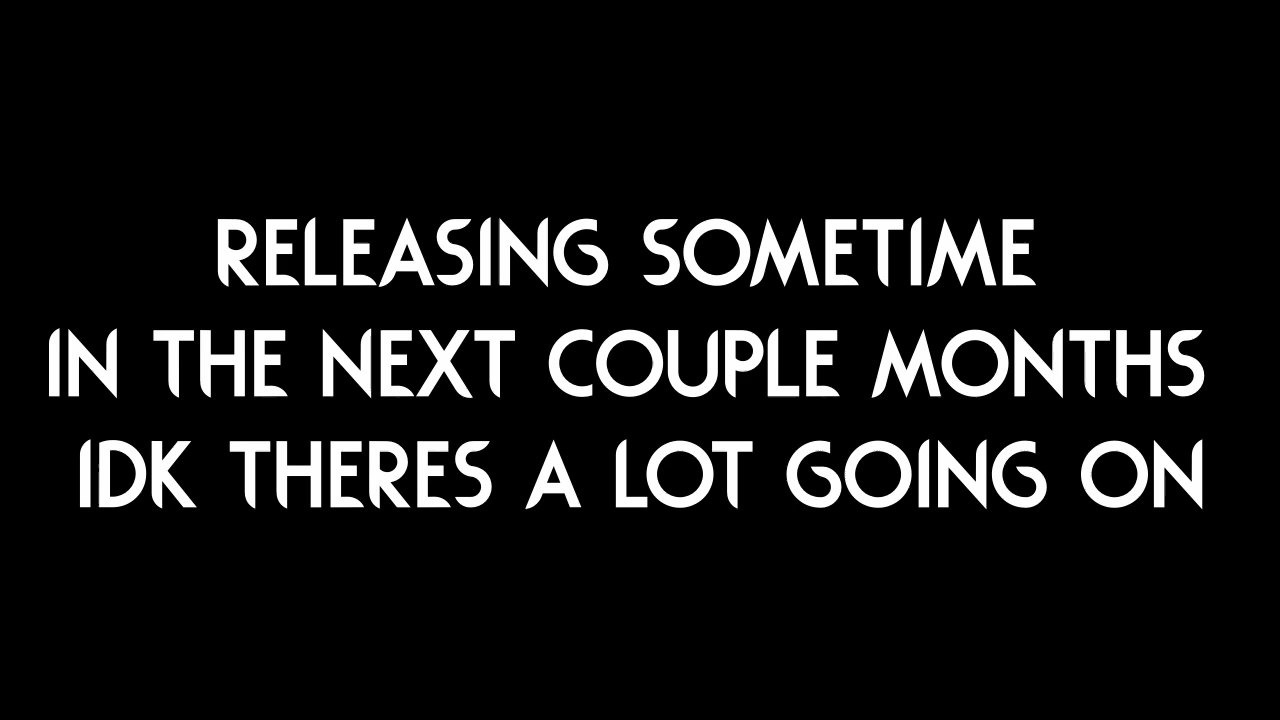 RELEASING SOMETIME
IN THE NEXT COUPLE MONTHS
IDK THERES A LOT GOING ON